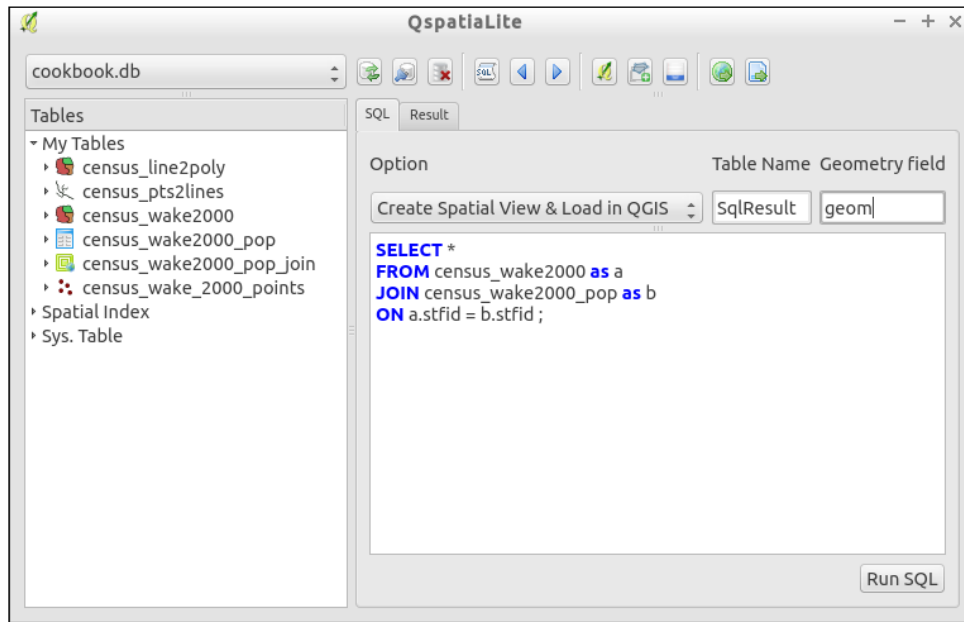 QspatiaLite
cookbook.db
SQL
Tables
My Tables
census_line2poly
census_pts2lines
census_wake2000
census_wake2000_pop
census_wake2000_pop_join
census_wake_2000_points
Spatial Index
Sys. Table
SQL Result
Option Table Name Geometry field
Create Spatial View & Load in QGIS SqlResult geom
SELECT *
FROM census_wake2000 as a
JOIN census_wake2000_pop as b
ON a.stfid = b.stfid ;
Run SQL